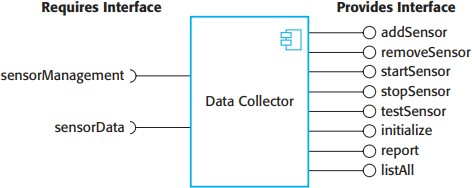 Requires Interface
Provides Interface
sensorManagement
sensorData
Data Collector
addSensor
removeSensor
startSensor
stopSensor
testSensor
initialize
report
listAll